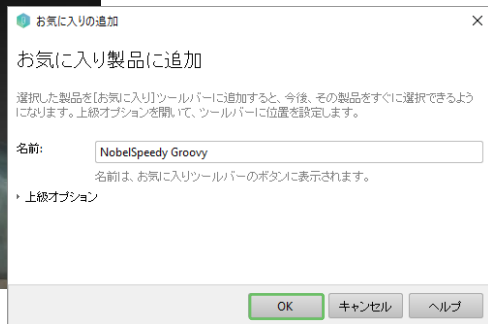 お気に入りの追加
お気に入り製品に追加
選択した製品を[お気に入り]ツールバーに追加すると、今後、その製品をすぐに選択できるよう
になります。上級オプションを開いて、ツールバーに位置を設定します。
名前:
NobelSpeedy Groovy
名前は、お気に入りツールバーのボタンに表示されます。
上級オプション
OK キャンセル ヘルプ